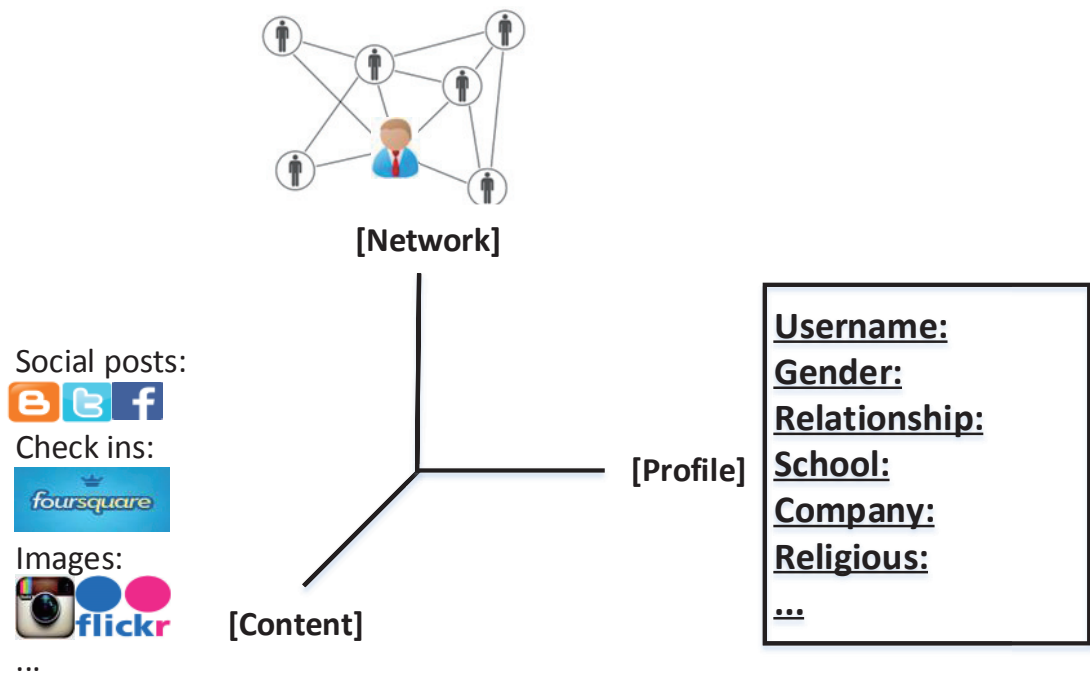 [Network]
Social posts:
B t f
Check ins:
foursquare
Images:
flickr
...
[Content]
[Profile]
Username:
Gender:
Relationship:
School:
Company:
Religious:
...